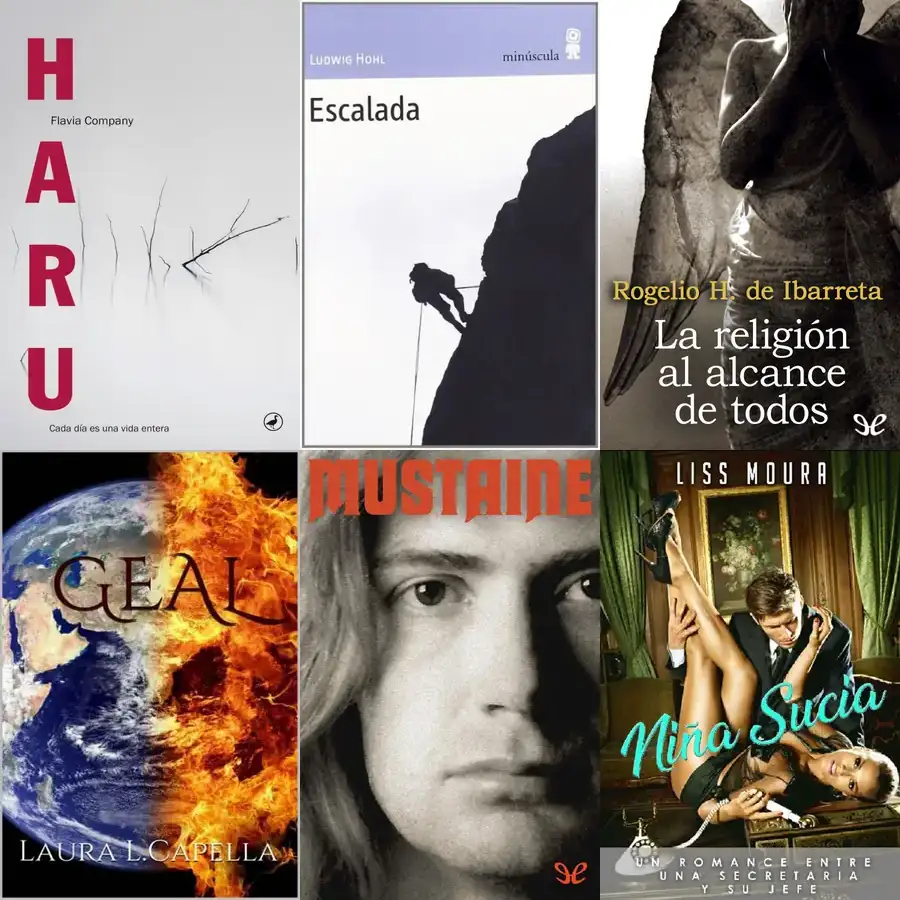 HARU
Flavia Company
Cada día es una vida entera
LUDWIG HOHL
minúscula
Escalada
Rogelio H. de Ibarreta
La religión
al alcance
de todos
GEAL
LAURA L. CAPELLA
MUSTAINE
LISS MOURA
Niña Sucia
UN ROMANCE ENTRE
UNA SECRETARIA
Y SU JEFE